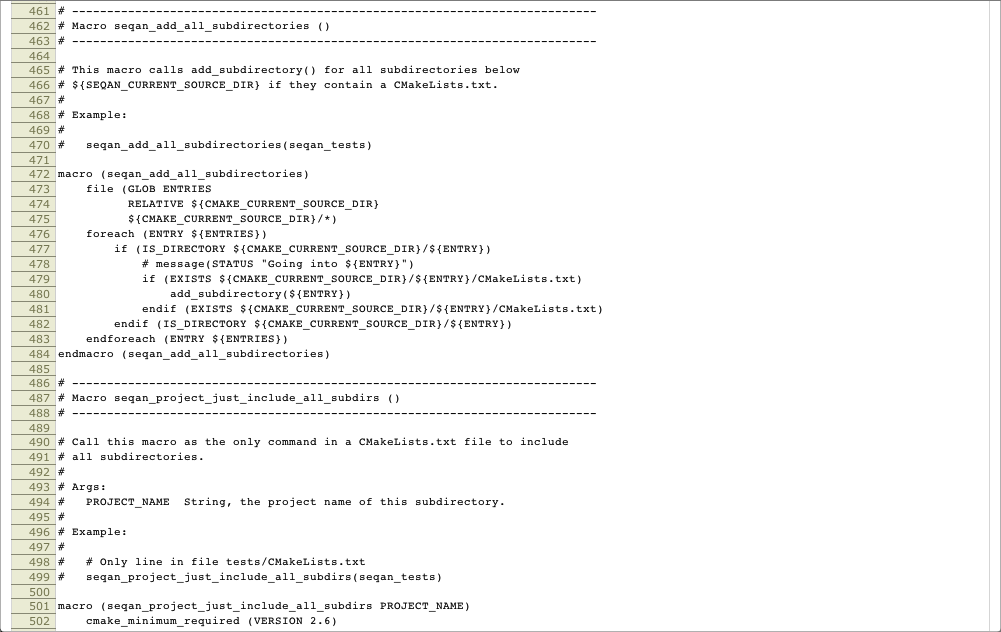 461 # ---------------------------------------------------------------------------
462 # Macro seqan_add_all_subdirectories ()
463 # ---------------------------------------------------------------------------
464
465 # This macro calls add_subdirectory() for all subdirectories below
466 # ${SEQAN_CURRENT_SOURCE_DIR} if they contain a CMakeLists.txt.
467 #
468 # Example:
469 #
470 #   seqan_add_all_subdirectories(seqan_tests)
471
472 macro (seqan_add_all_subdirectories)
473     file (GLOB ENTRIES
474           RELATIVE ${CMAKE_CURRENT_SOURCE_DIR}
475           ${CMAKE_CURRENT_SOURCE_DIR}/*)
476     foreach (ENTRY ${ENTRIES})
477         if (IS_DIRECTORY ${CMAKE_CURRENT_SOURCE_DIR}/${ENTRY})
478             # message(STATUS "Going into ${ENTRY}")
479             if (EXISTS ${CMAKE_CURRENT_SOURCE_DIR}/${ENTRY}/CMakeLists.txt)
480                 add_subdirectory(${ENTRY})
481             endif (EXISTS ${CMAKE_CURRENT_SOURCE_DIR}/${ENTRY}/CMakeLists.txt)
482         endif (IS_DIRECTORY ${CMAKE_CURRENT_SOURCE_DIR}/${ENTRY})
483     endforeach (ENTRY ${ENTRIES})
484 endmacro (seqan_add_all_subdirectories)
485
486 # ---------------------------------------------------------------------------
487 # Macro seqan_project_just_include_all_subdirs ()
488 # ---------------------------------------------------------------------------
489
490 # Call this macro as the only command in a CMakeLists.txt file to include
491 # all subdirectories.
492 #
493 # Args:
494 #   PROJECT_NAME  String, the project name of this subdirectory.
495 #
496 # Example:
497 #
498 #   # Only line in file tests/CMakeLists.txt
499 #   seqan_project_just_include_all_subdirs(seqan_tests)
500
501 macro (seqan_project_just_include_all_subdirs PROJECT_NAME)
502     cmake_minimum_required (VERSION 2.6)